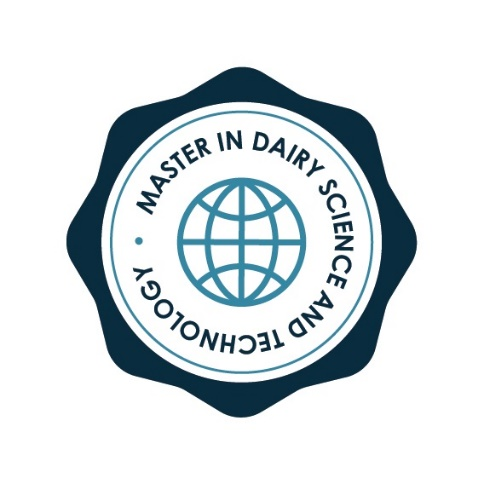 MASTER IN DAIRY SCIENCE AND TECHNOLOGY •